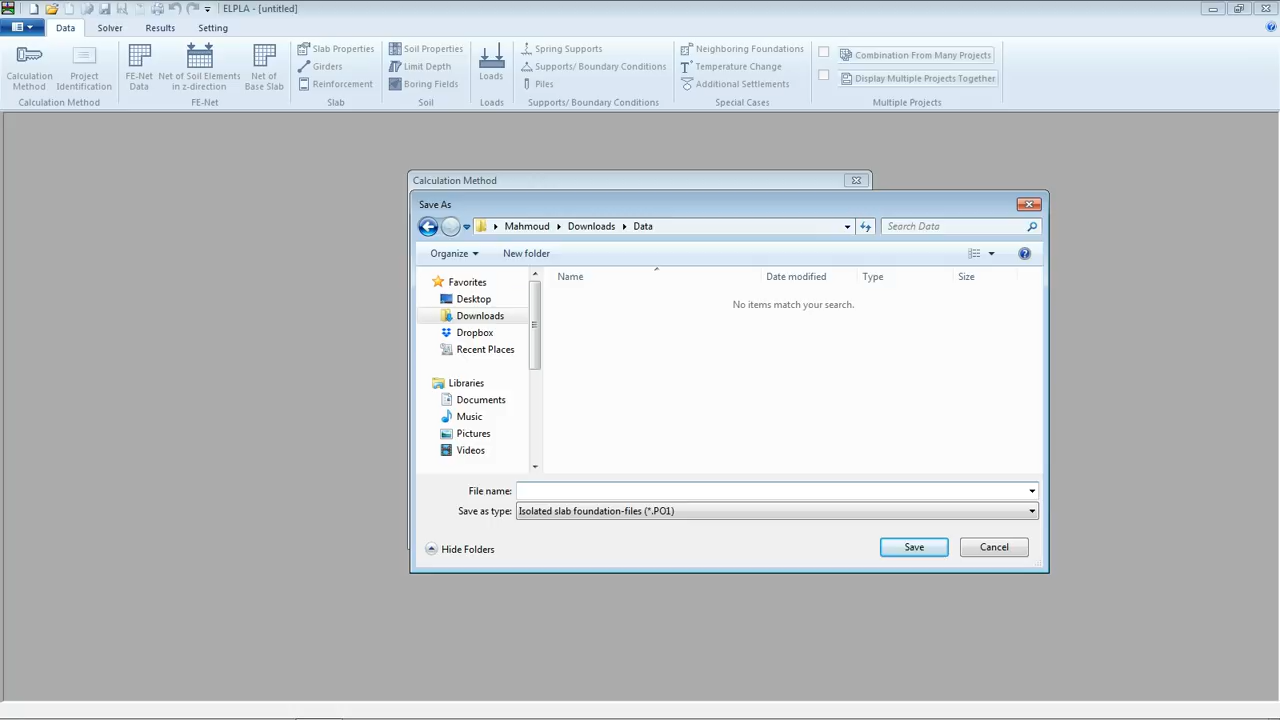 ELPLA - [untitled]
Data Solver Results Setting
Calculation Method
Project Identification
Calculation Method
FE-Net Data
Net of Soil Elements in z-direction
Net of Base Slab
FE-Net
Slab Properties
Girders
Reinforcement
Slab
Soil Properties
Limit Depth
Boring Fields
Soil
Loads
Loads
Spring Supports
Supports/ Boundary Conditions
Piles
Supports/ Boundary Conditions
Neighboring Foundations
Temperature Change
Additional Settlements
Special Cases
Combination From Many Projects
Display Multiple Projects Together
Multiple Projects
Calculation Method
Save As
Mahmoud Downloads Data
Search Data
Organize New folder
Name Date modified Type Size
No items match your search.
Favorites
Desktop
Downloads
Dropbox
Recent Places
Libraries
Documents
Music
Pictures
Videos
File name:
Save as type: Isolated slab foundation-files (*.PO1)
Hide Folders
Save Cancel